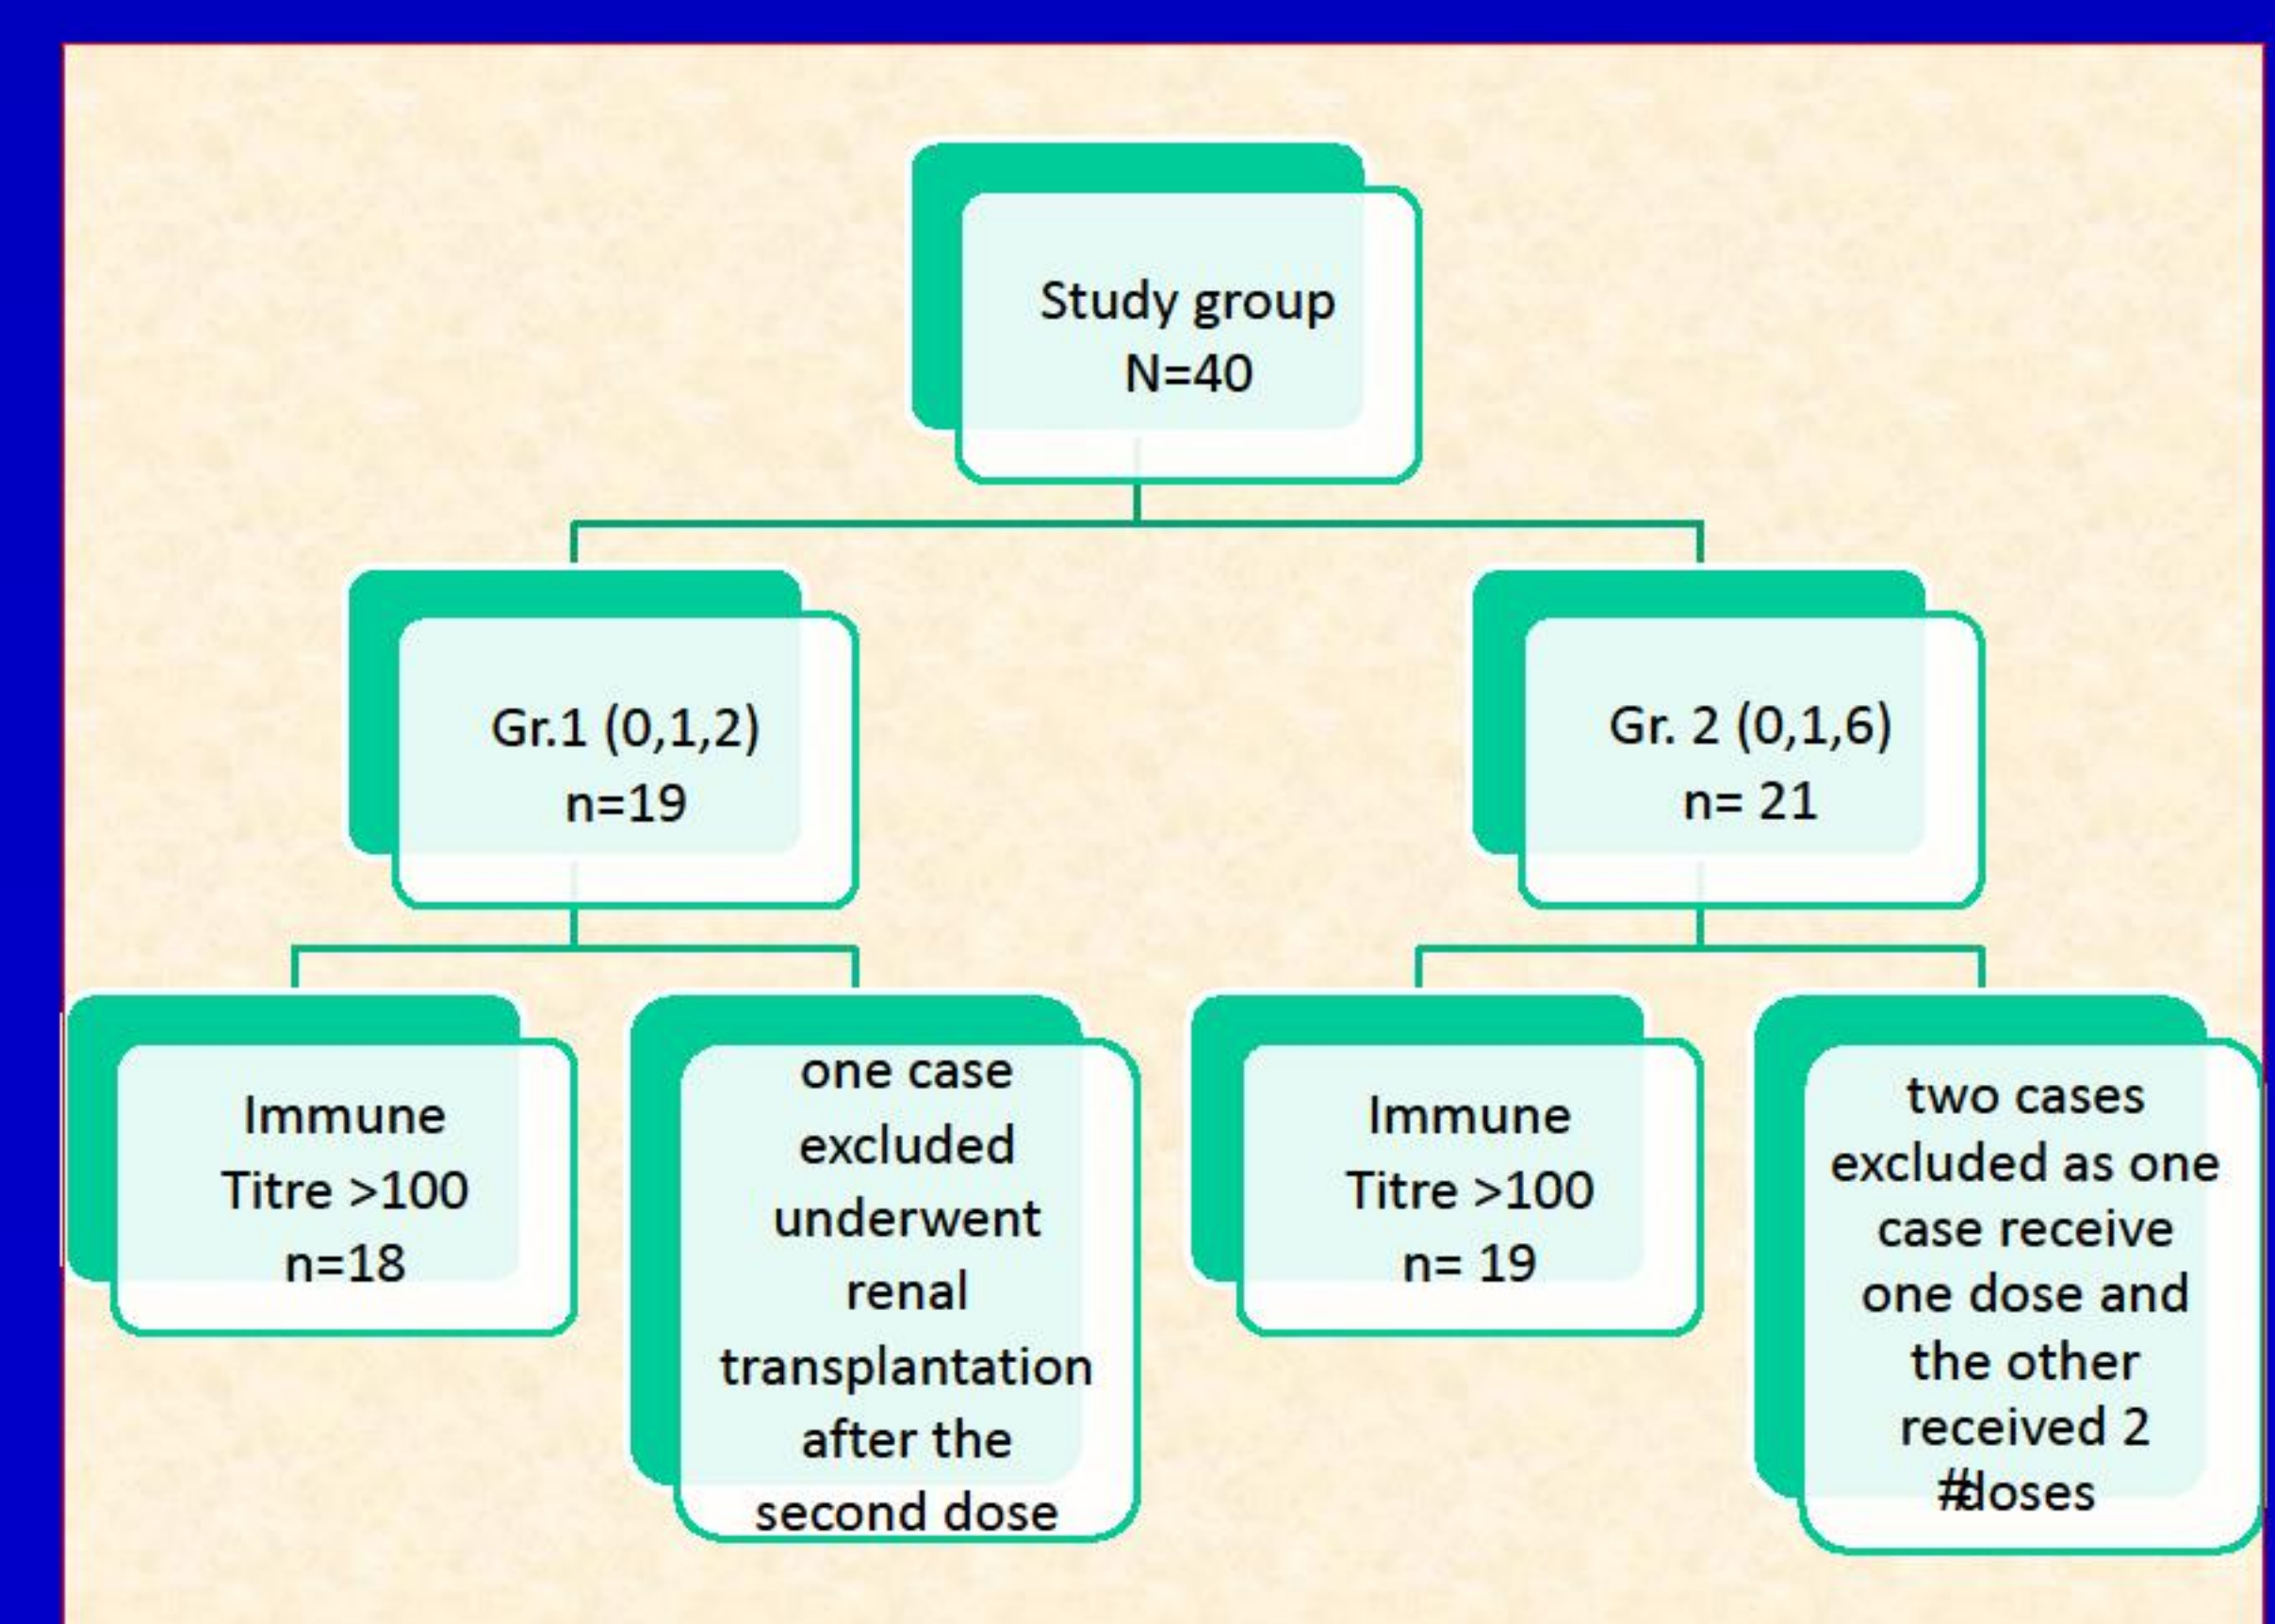 Study group
N=40
Gr.1 (0,1,2)
n=19
Gr. 2 (0,1,6)
n= 21
Immune
Titre >100
n=18
one case
excluded
underwent
renal
transplantation
after the
second dose
Immune
Titre >100
n= 19
two cases
excluded as one
case receive
one dose and
the other
received 2
#doses